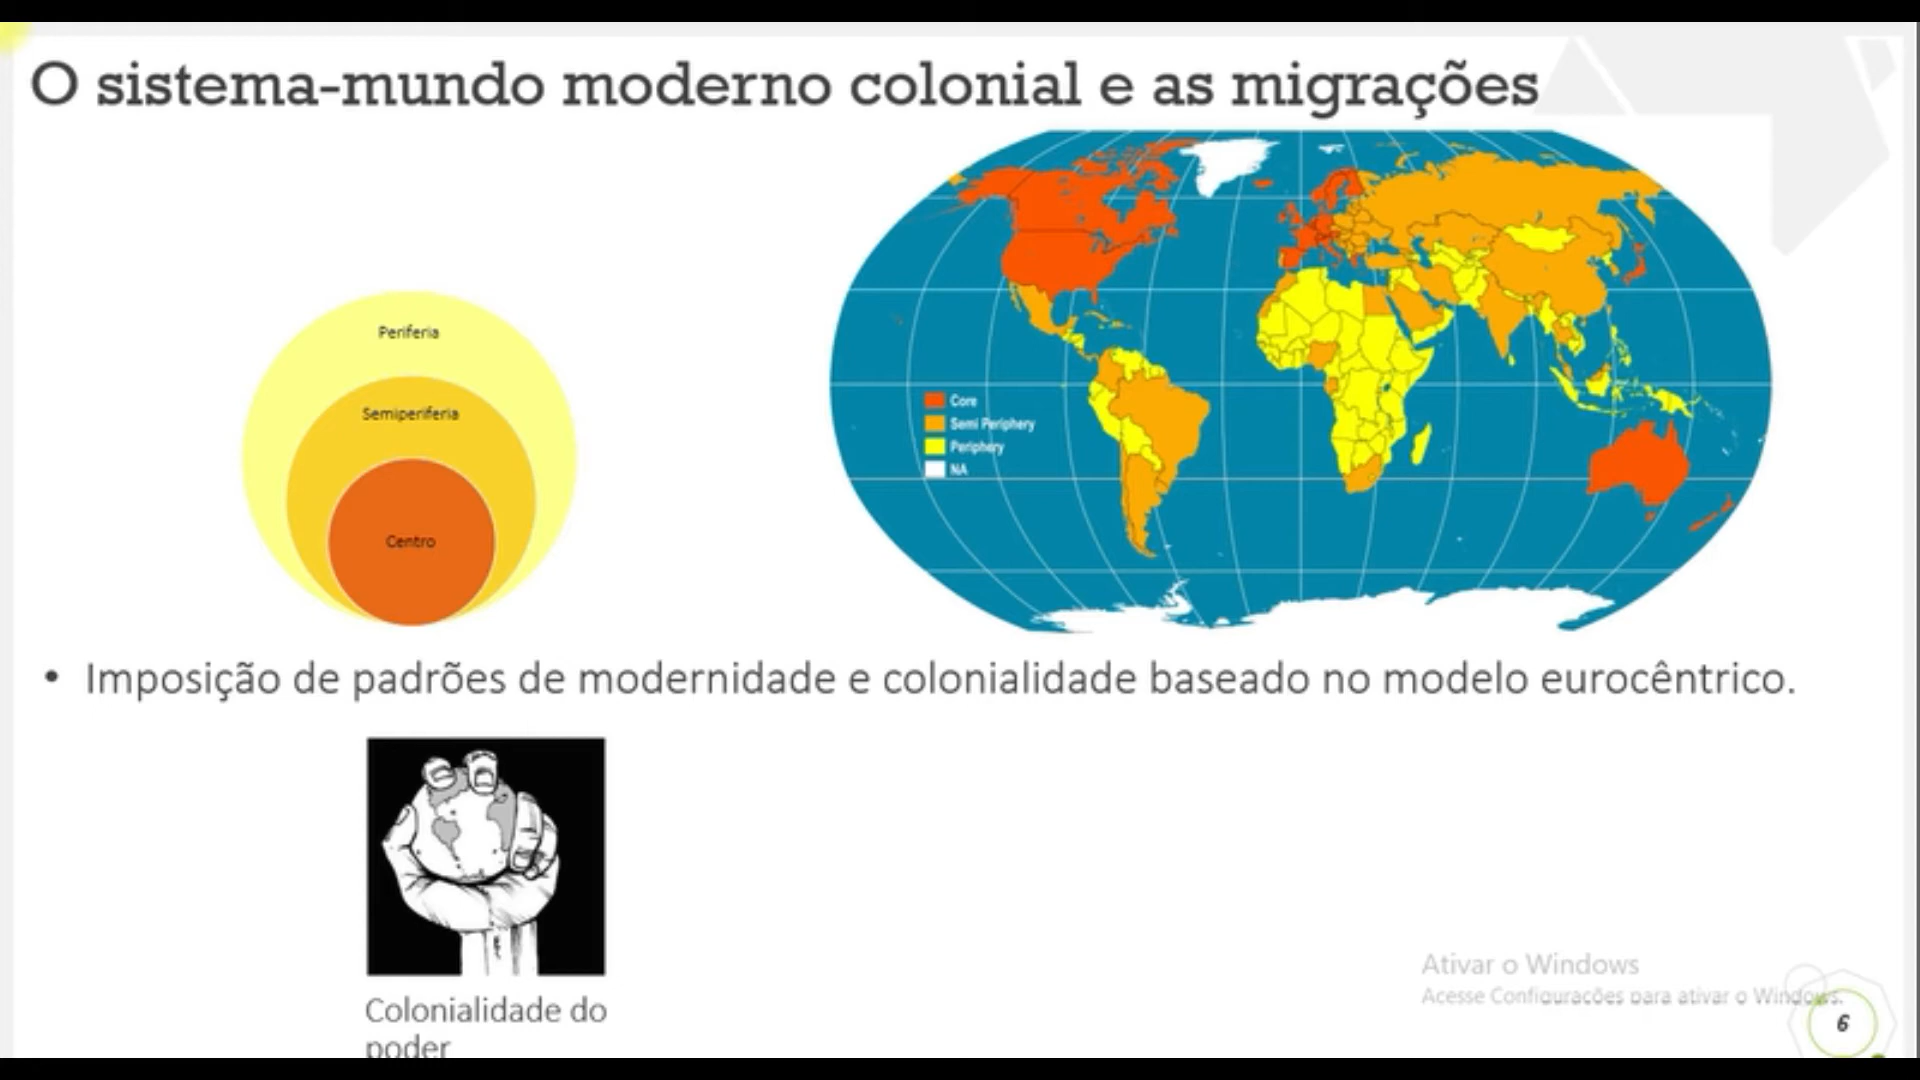 O sistema-mundo moderno colonial e as migrações
Periferia
Semiperiferia
Centro
Core
Semi Periphery
Periphery
NA
• Imposição de padrões de modernidade e colonialidade baseado no modelo eurocêntrico.
Colonialidade do
poder
Ativar o Windows
Acesse Configurações para ativar o Windows.
6